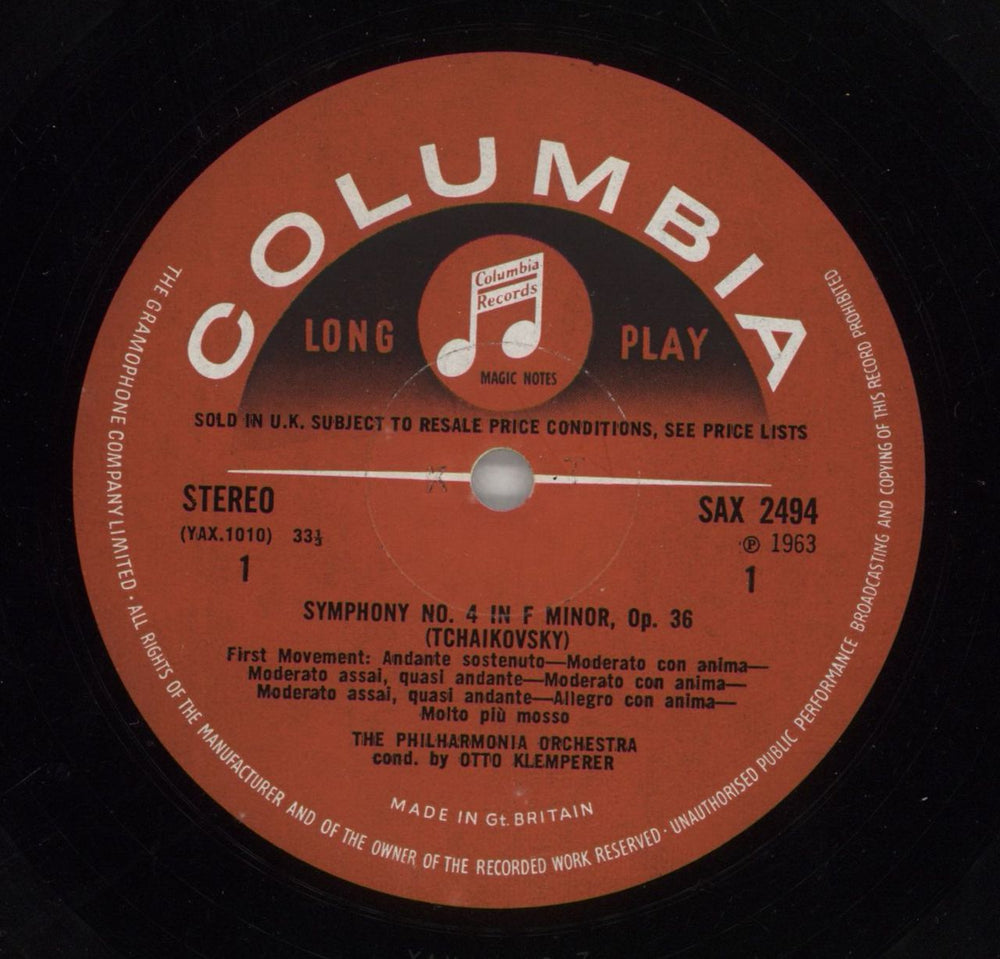 COLUMBIA
Columbia
Records
LONG PLAY
MAGIC NOTES
SOLD IN U.K. SUBJECT TO RESALE PRICE CONDITIONS, SEE PRICE LISTS
K T
STEREO SAX 2494
(YAX.1010) 33⅓ ℗ 1963
1 1
SYMPHONY NO. 4 IN F MINOR, Op. 36
(TCHAIKOVSKY)
First Movement: Andante sostenuto—Moderato con anima—
Moderato assai, quasi andante—Moderato con anima—
Moderato assai, quasi andante—Allegro con anima—
Molto più mosso
THE PHILHARMONIA ORCHESTRA
cond. by OTTO KLEMPERER
MADE IN Gt. BRITAIN
THE GRAMOPHONE COMPANY LIMITED · ALL RIGHTS OF THE MANUFACTURER AND OF THE OWNER OF THE RECORDED WORK RESERVED · UNAUTHORISED PUBLIC PERFORMANCE BROADCASTING AND COPYING OF THIS RECORD PROHIBITED